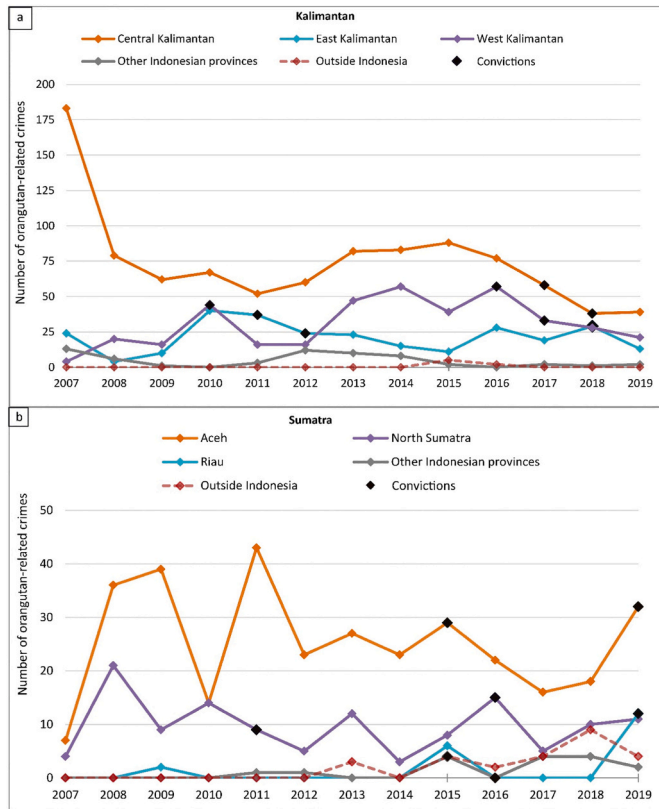 a
Kalimantan
Central Kalimantan East Kalimantan West Kalimantan
Other Indonesian provinces Outside Indonesia Convictions
Number of orangutan-related crimes
200
175
150
125
100
75
50
25
0
2007 2008 2009 2010 2011 2012 2013 2014 2015 2016 2017 2018 2019
b
Sumatra
Aceh North Sumatra
Riau Other Indonesian provinces
Outside Indonesia Convictions
Number of orangutan-related crimes
50
40
30
20
10
0
2007 2008 2009 2010 2011 2012 2013 2014 2015 2016 2017 2018 2019